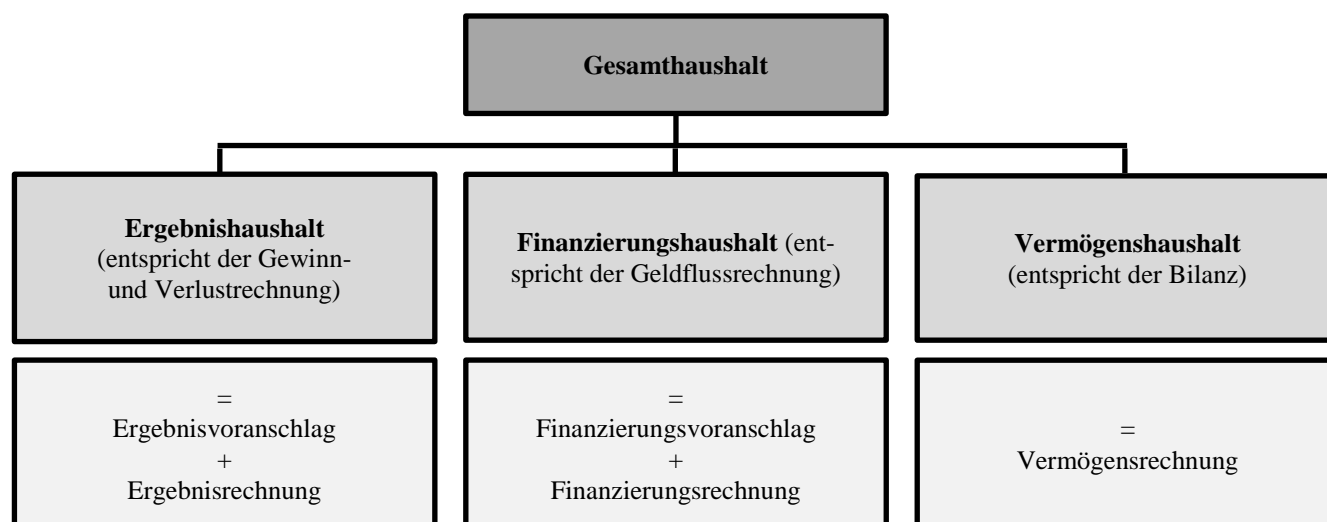 Gesamthaushalt
Ergebnishaushalt
(entspricht der Gewinn-
und Verlustrechnung)
Finanzierungshaushalt (ent-
spricht der Geldflussrechnung)
Vermögenshaushalt
(entspricht der Bilanz)
=
Ergebnisvoranschlag
+
Ergebnisrechnung
=
Finanzierungsvoranschlag
+
Finanzierungsrechnung
=
Vermögensrechnung